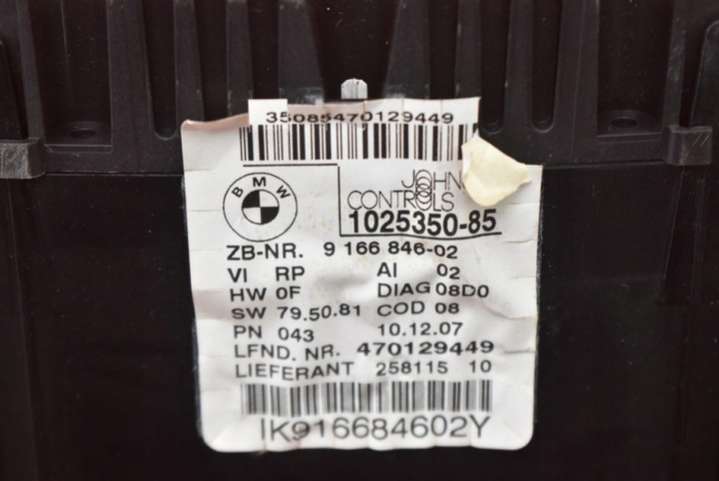 35085470129449
BMW
CONTROLS
1025350-85
ZB-NR. 9 166 846-02
VI RP AI 02
HW 0F DIAG 08D0
SW 79.50.81 COD 08
PN 043 10.12.07
LFND. NR. 470129449
LIEFERANT 258115 10
IK916684602Y